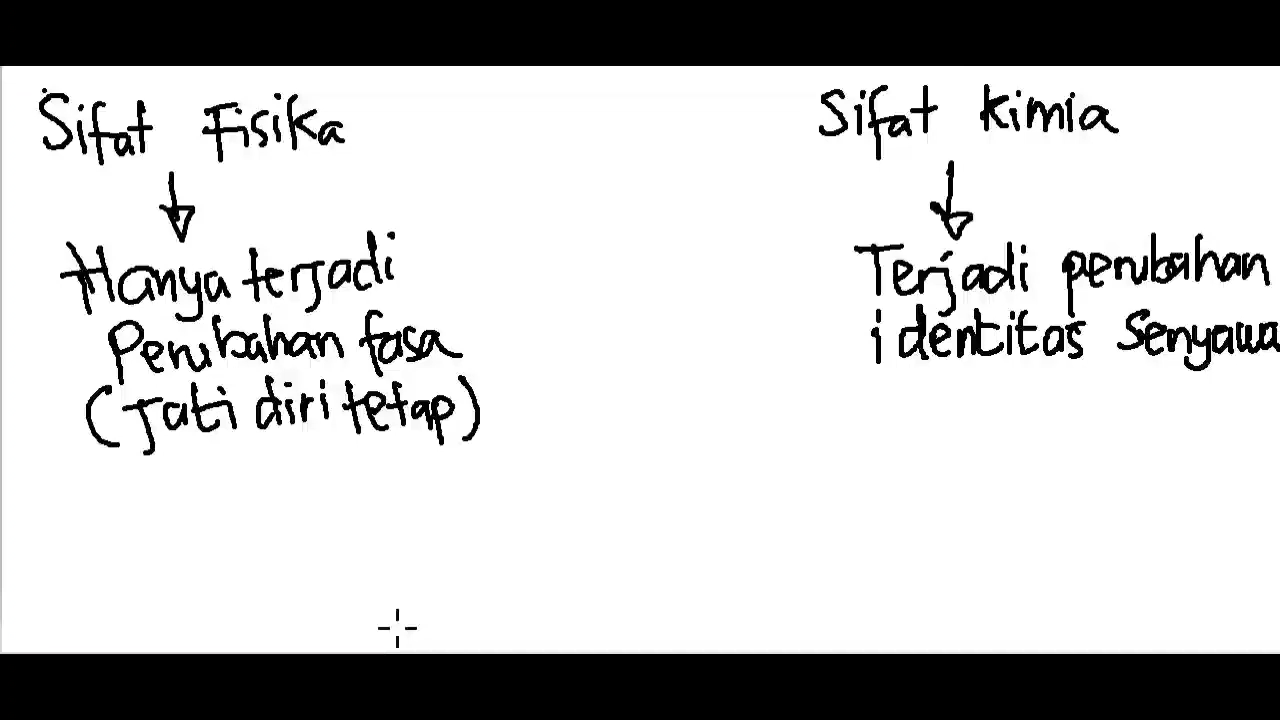 Sifat Fisika
Hanya terjadi
Perubahan fasa
(Jati diri tetap)
Sifat kimia
Terjadi perubahan
identitas Senyawa